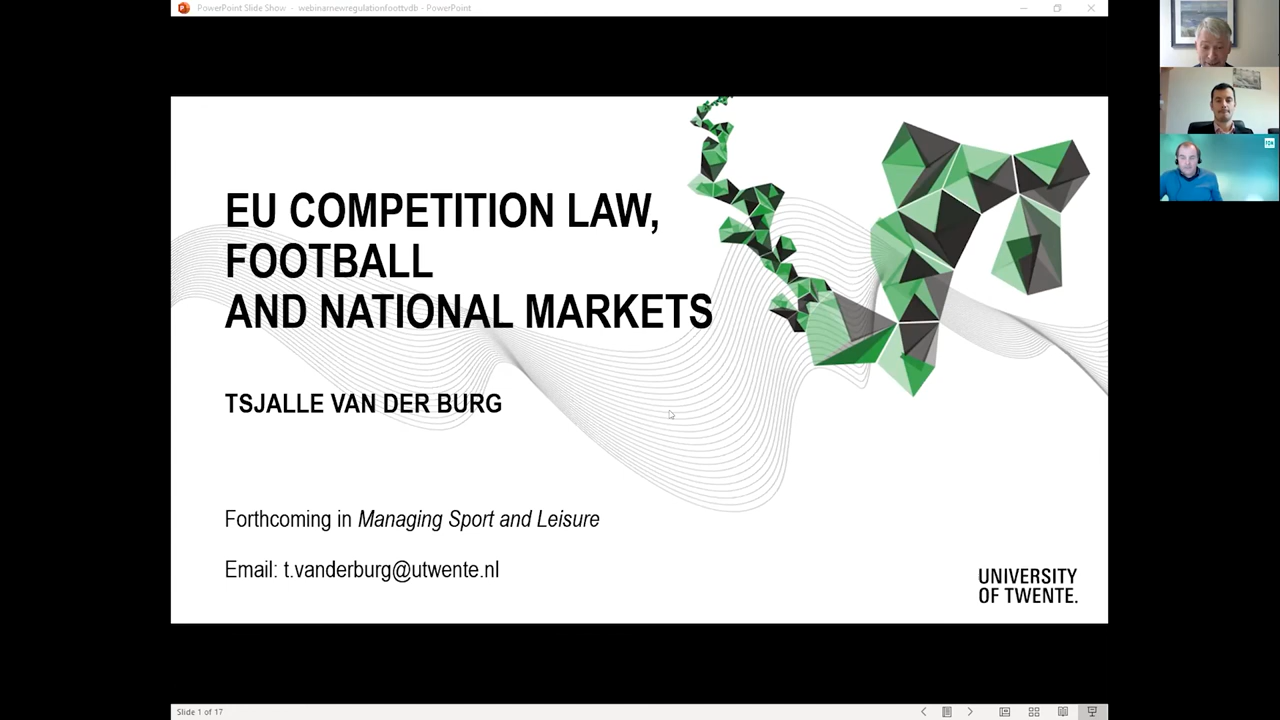 PowerPoint Slide Show - webinarnewregulationfoottvdb - PowerPoint
EU COMPETITION LAW,
FOOTBALL
AND NATIONAL MARKETS
TSJALLE VAN DER BURG
Forthcoming in Managing Sport and Leisure
Email: t.vanderburg@utwente.nl
UNIVERSITY
OF TWENTE.
Slide 1 of 17